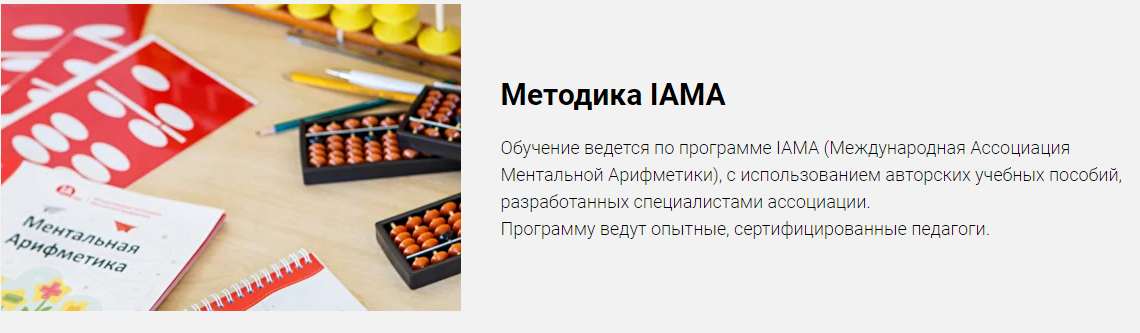 Методика IAMA
Обучение ведется по программе IAMA (Международная Ассоциация
Ментальной Арифметики), с использованием авторских учебных пособий,
разработанных специалистами ассоциации.
Программу ведут опытные, сертифицированные педагоги.
Ментальная
Арифметика